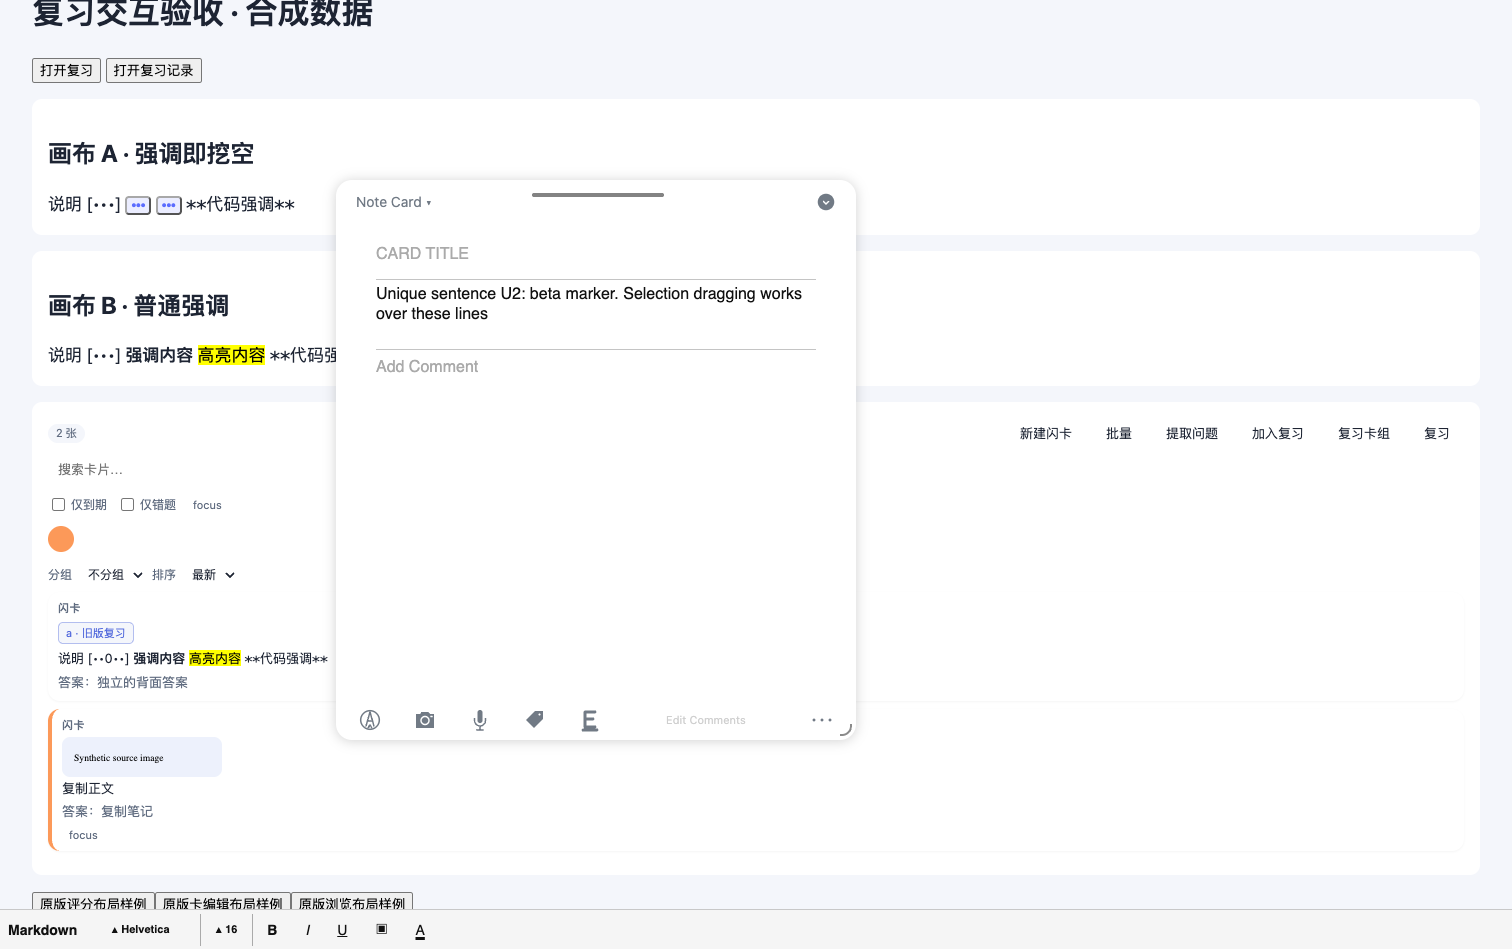 复习交互验收 · 合成数据
打开复习 打开复习记录
画布 A · 强调即挖空
说明 [•••] ••• ••• **代码强调**
画布 B · 普通强调
说明 [•••] 强调内容 高亮内容 **代码强
Note Card ▾
CARD TITLE
Unique sentence U2: beta marker. Selection dragging works
over these lines
Add Comment
Edit Comments ···
2 张 新建闪卡 批量 提取问题 加入复习 复习卡组 复习
搜索卡片...
仅到期 仅错题 focus
分组 不分组 排序 最新
闪卡
a · 旧版复习
说明 [••0••] 强调内容 高亮内容 **代码强调**
答案：独立的背面答案
闪卡
Synthetic source image
复制正文
答案：复制笔记
focus
原版评分布局样例 原版卡编辑布局样例 原版浏览布局样例
Markdown ▲ Helvetica ▲ 16 B I U ▣ A